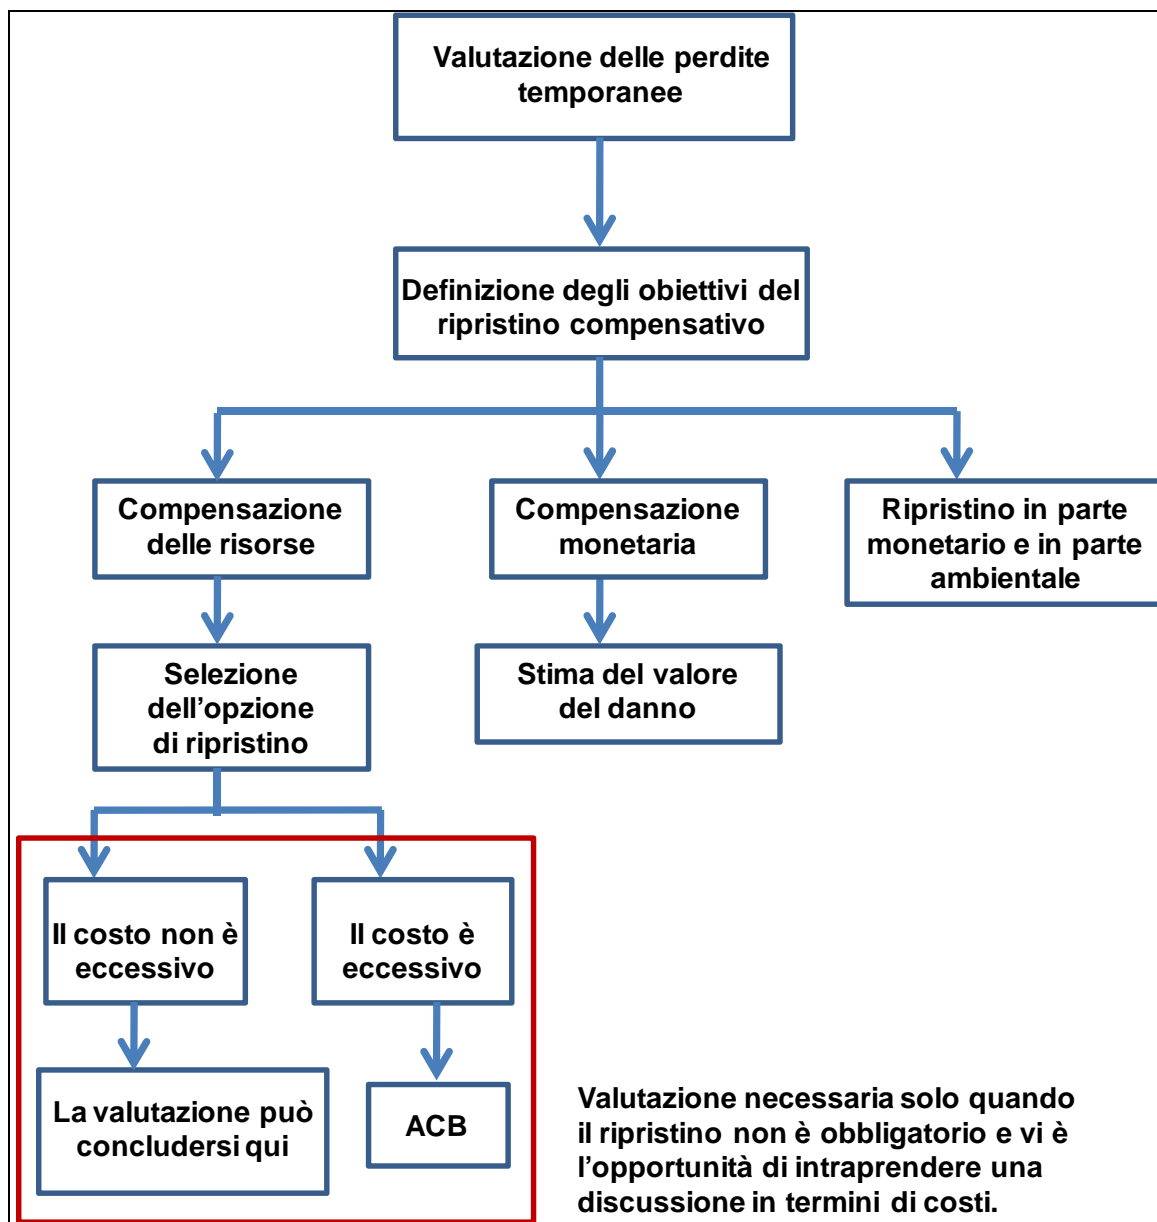 Valutazione delle perdite
temporanee
Definizione degli obiettivi del
ripristino compensativo
Compensazione
delle risorse
Compensazione
monetaria
Ripristino in parte
monetario e in parte
ambientale
Selezione
dell’opzione
di ripristino
Stima del valore
del danno
Il costo non è
eccessivo
Il costo è
eccessivo
La valutazione può
concludersi qui
ACB
Valutazione necessaria solo quando
il ripristino non è obbligatorio e vi è
l’opportunità di intraprendere una
discussione in termini di costi.